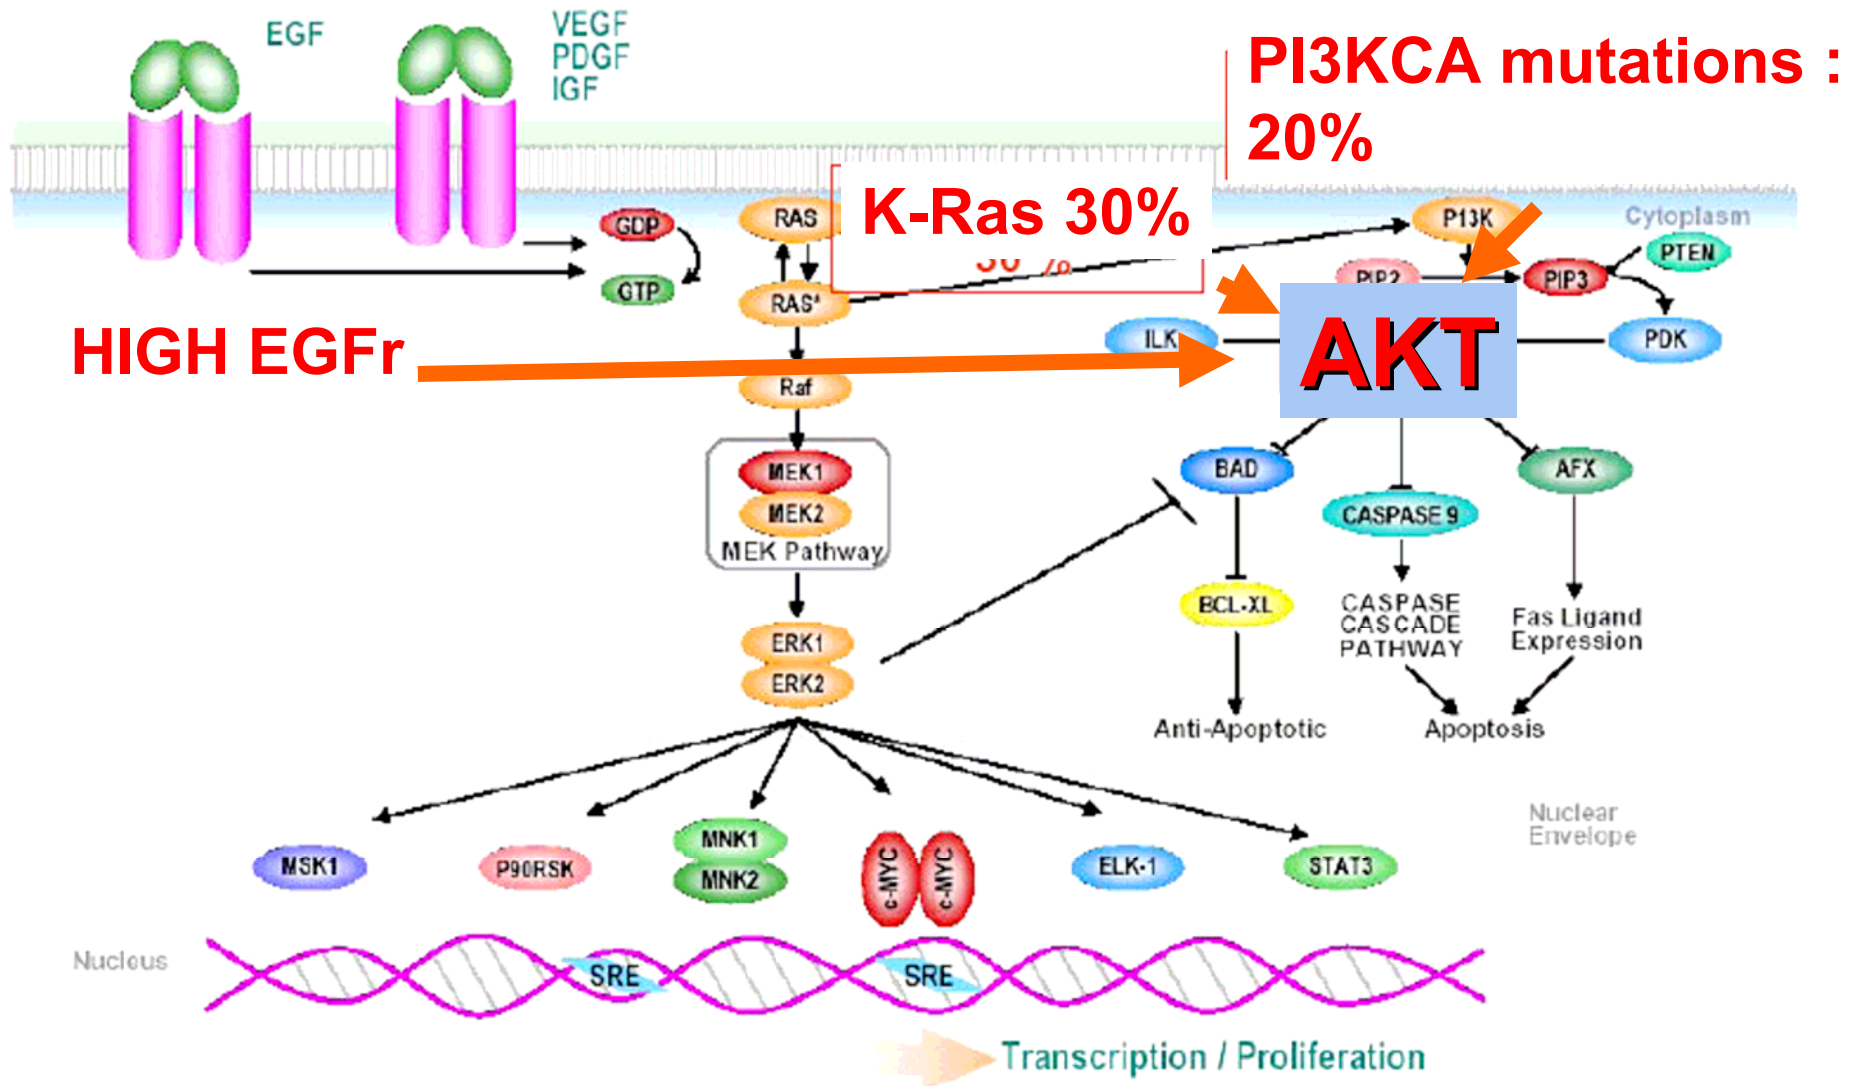 EGF
VEGF
PDGF
IGF
PI3KCA mutations :
20%
K-Ras 30%
GDP
GTP
RAS
RAS*
P13K
Cytoplasm
PTEN
PIP2
PIP3
HIGH EGFr
ILK
AKT
PDK
Raf
MEK1
MEK2
MEK Pathway
BAD
CASPASE 9
AFX
BCL-XL
CASPASE
CASCADE
PATHWAY
Fas Ligand
Expression
ERK1
ERK2
Anti-Apoptotic
Apoptosis
Nuclear
Envelope
MSK1
P90RSK
MNK1
MNK2
c-MYC
c-MYC
ELK-1
STAT3
Nucleus
SRE
SRE
Transcription / Proliferation